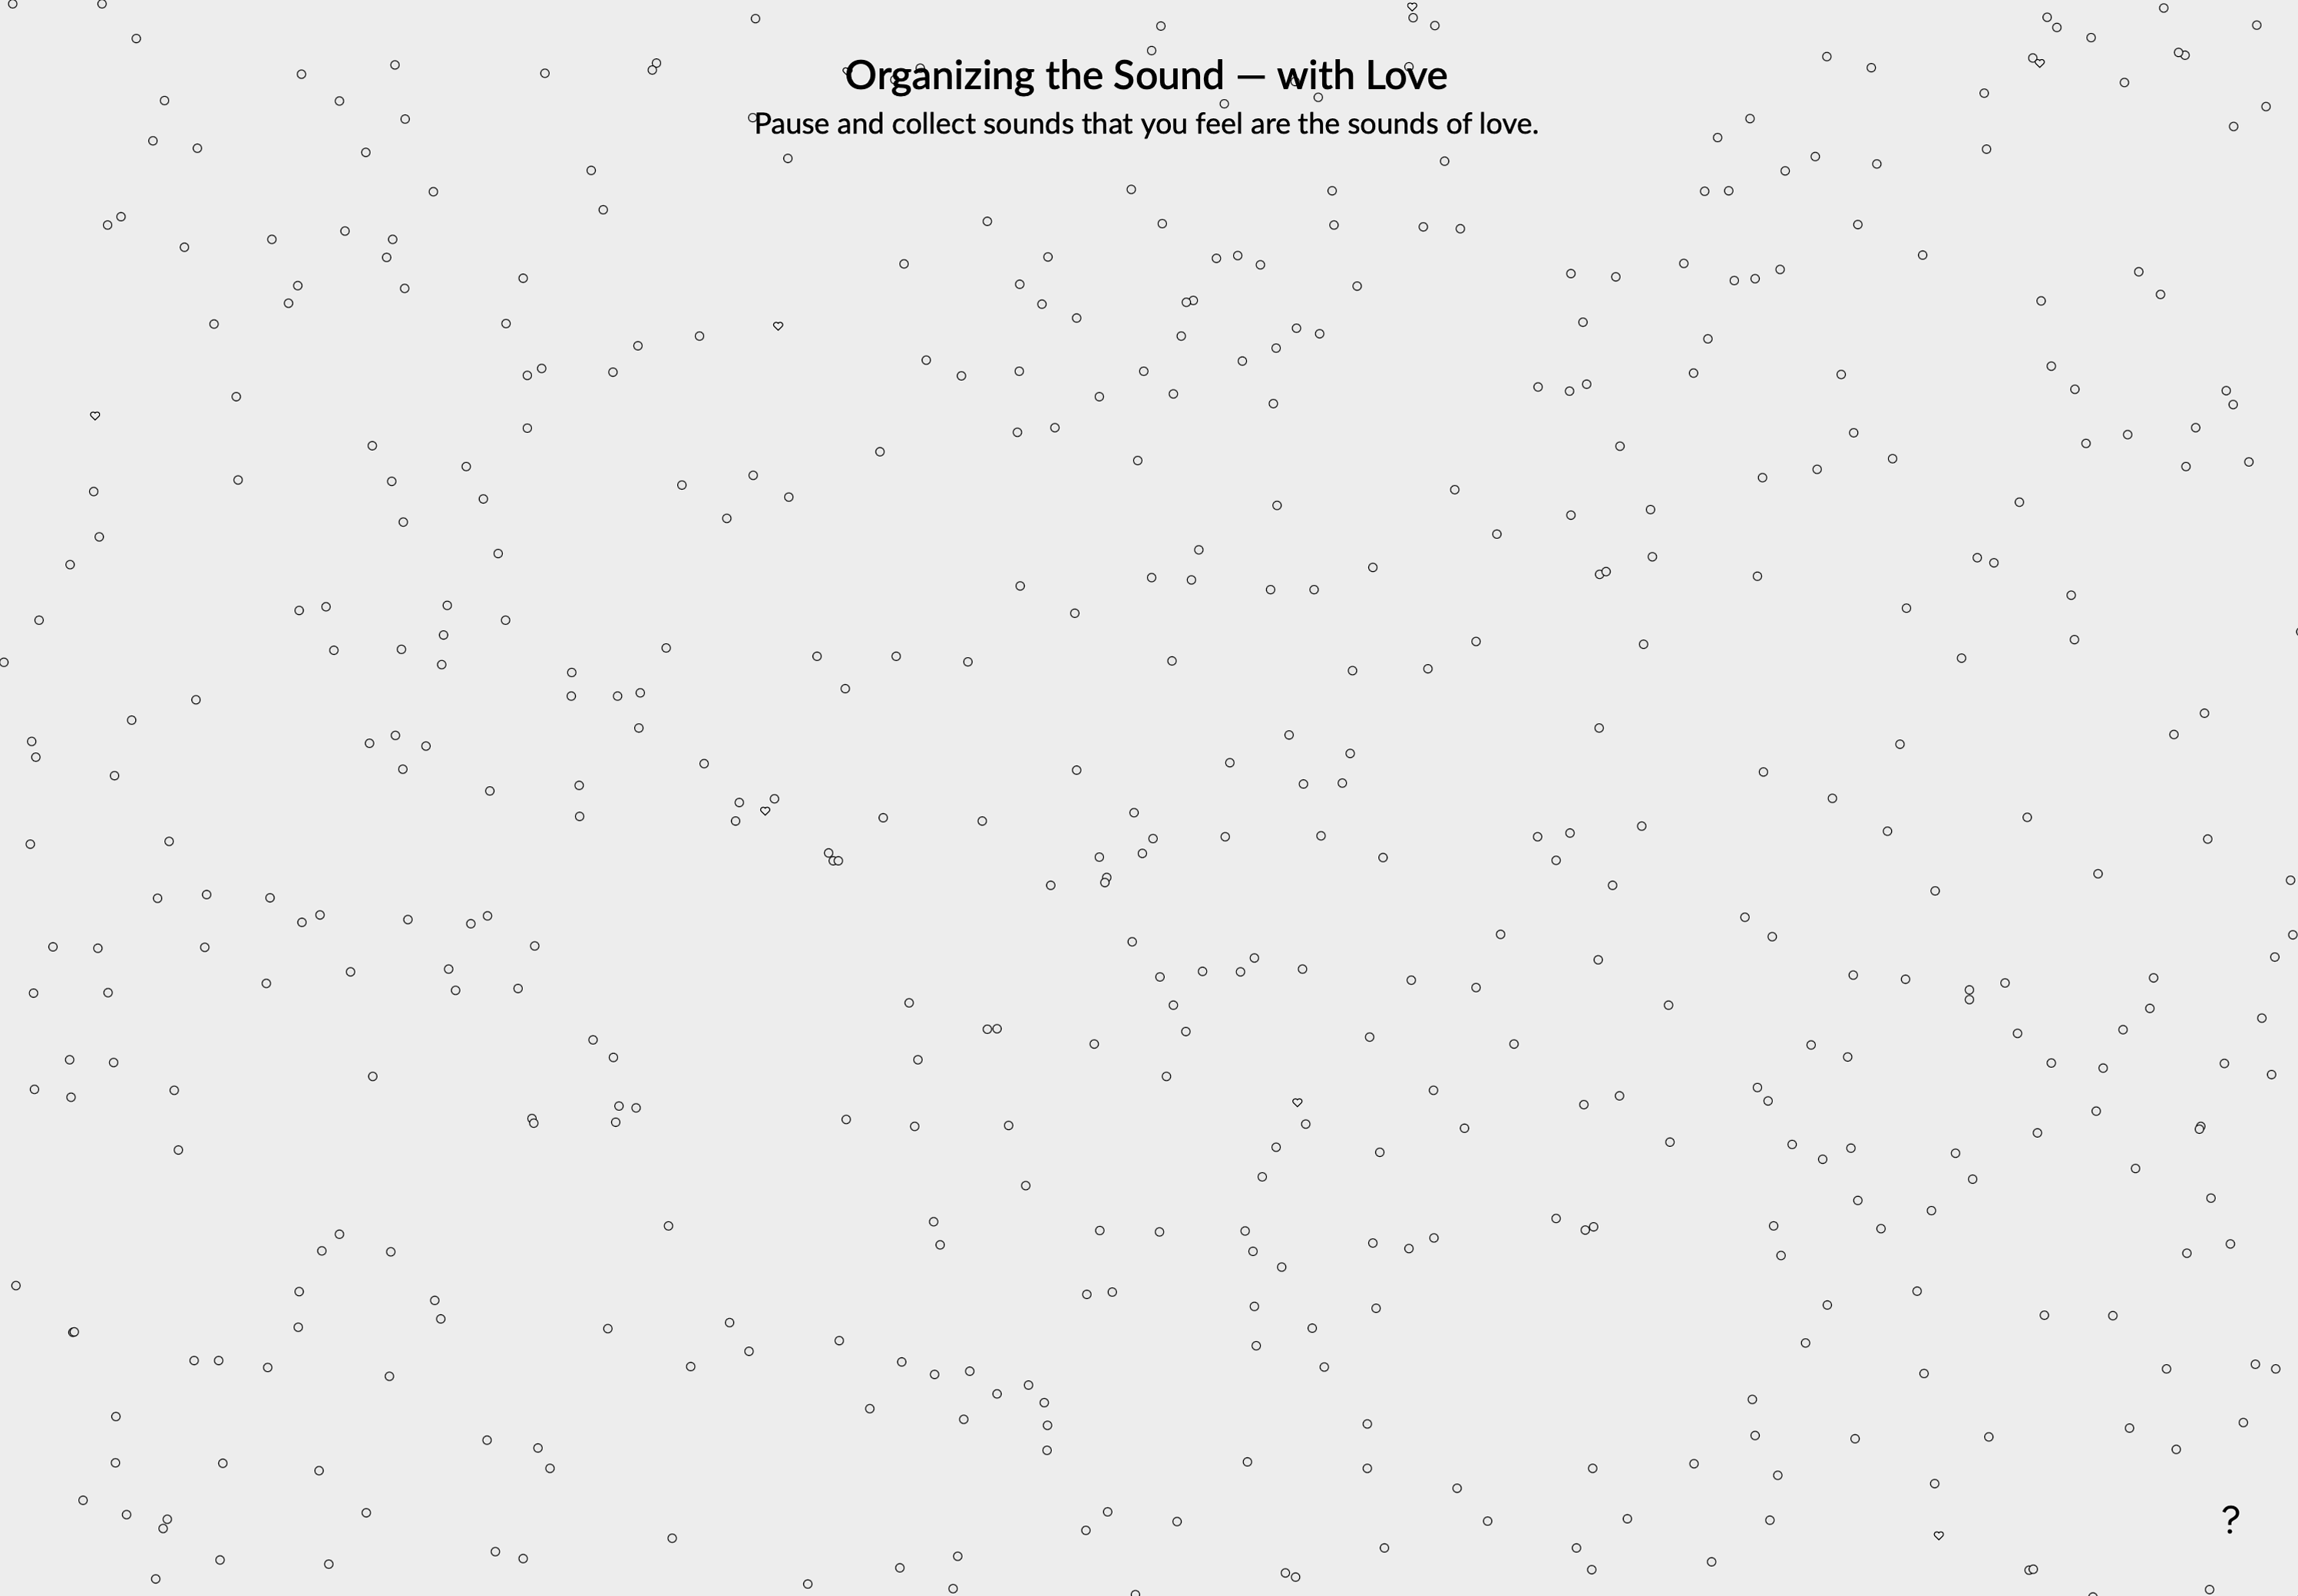 Organizing the Sound — with Love
Pause and collect sounds that you feel are the sounds of love.
?